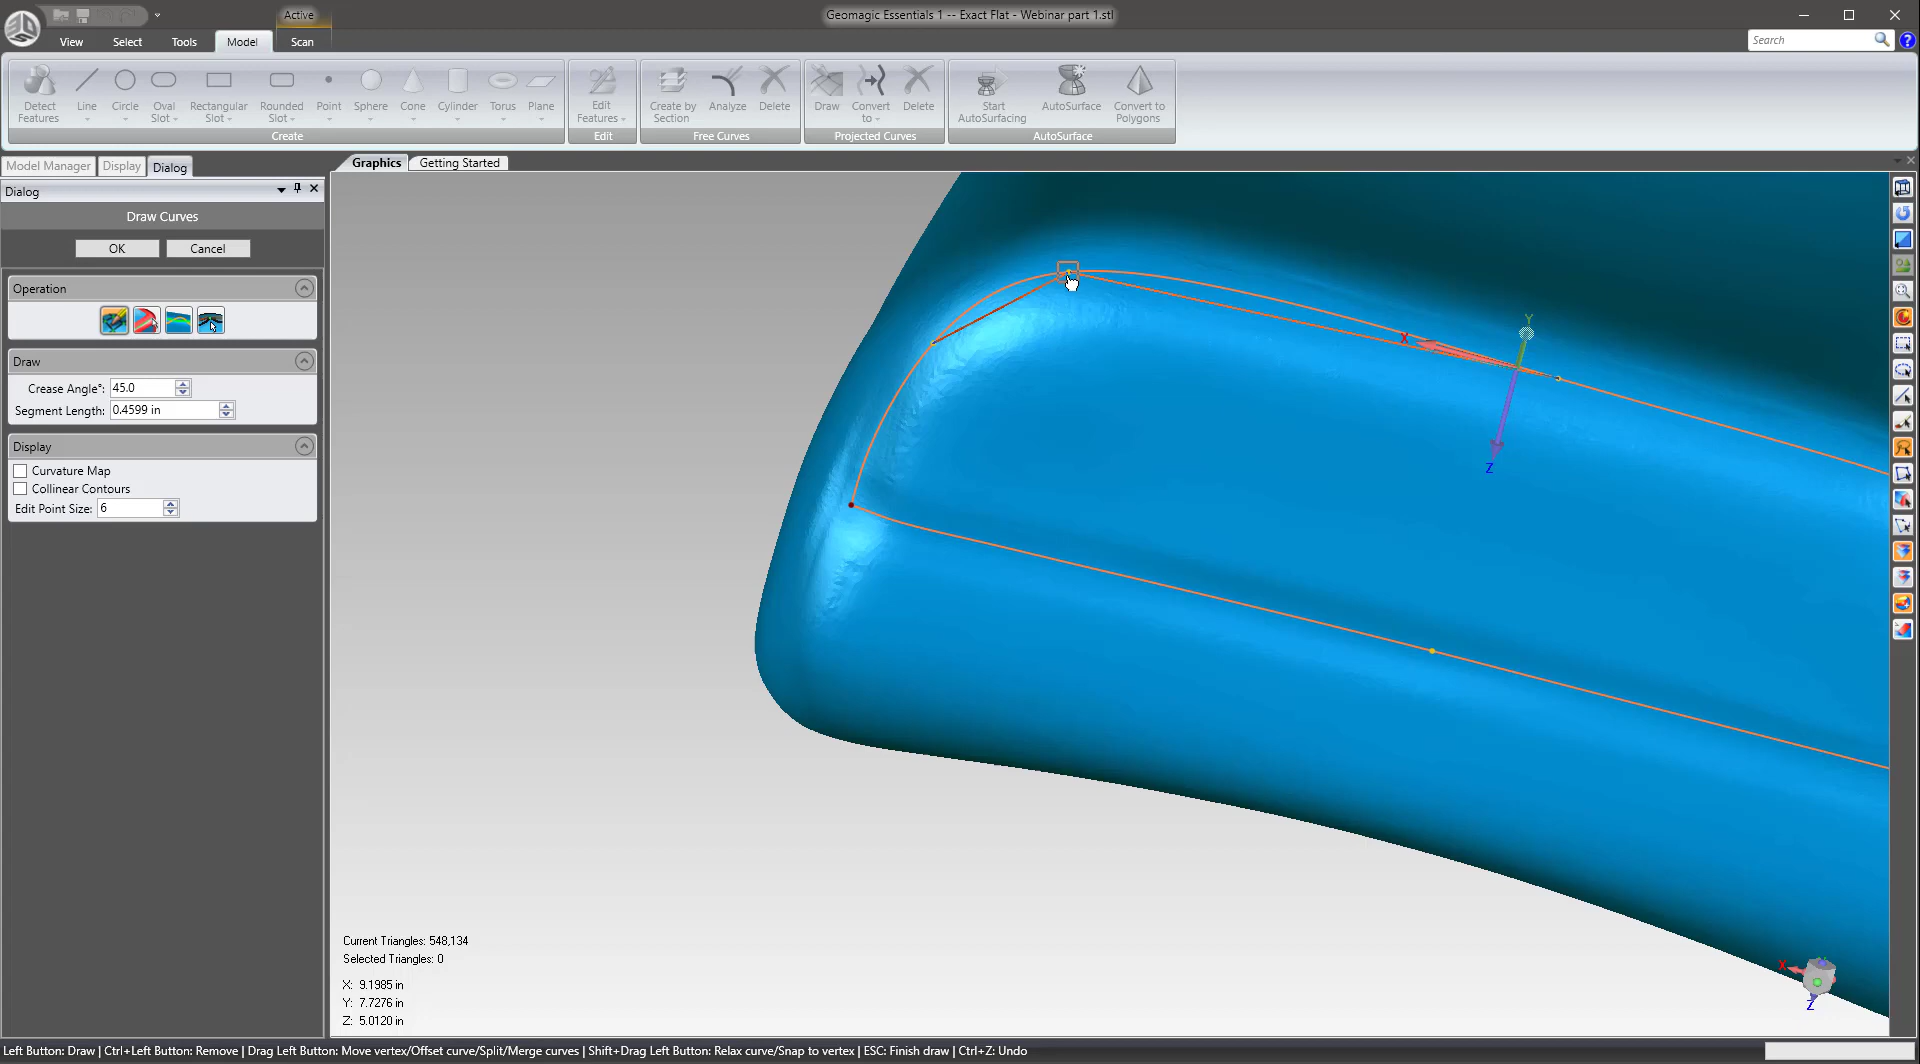 Active
Geomagic Essentials 1 -- Exact Flat - Webinar part 1.stl
View Select Tools Model Scan
Search
Detect Features
Line
Circle
Oval Slot
Rectangular Slot
Rounded Slot
Point
Sphere
Cone
Cylinder
Torus
Plane
Edit Features
Create by Section
Analyze
Delete
Draw
Convert to
Delete
Start AutoSurfacing
AutoSurface
Convert to Polygons
Create
Edit
Free Curves
Projected Curves
AutoSurface
Model Manager Display Dialog
Graphics Getting Started
Dialog
Draw Curves
OK Cancel
Operation
Draw
Crease Angle°: 45.0
Segment Length: 0.4599 in
Display
Curvature Map
Collinear Contours
Edit Point Size: 6
Y
X
Z
Current Triangles: 548,134
Selected Triangles: 0
X: 9.1985 in
Y: 7.7276 in
Z: 5.0120 in
X
Z
Left Button: Draw | Ctrl+Left Button: Remove | Drag Left Button: Move vertex/Offset curve/Split/Merge curves | Shift+Drag Left Button: Relax curve/Snap to vertex | ESC: Finish draw | Ctrl+Z: Undo